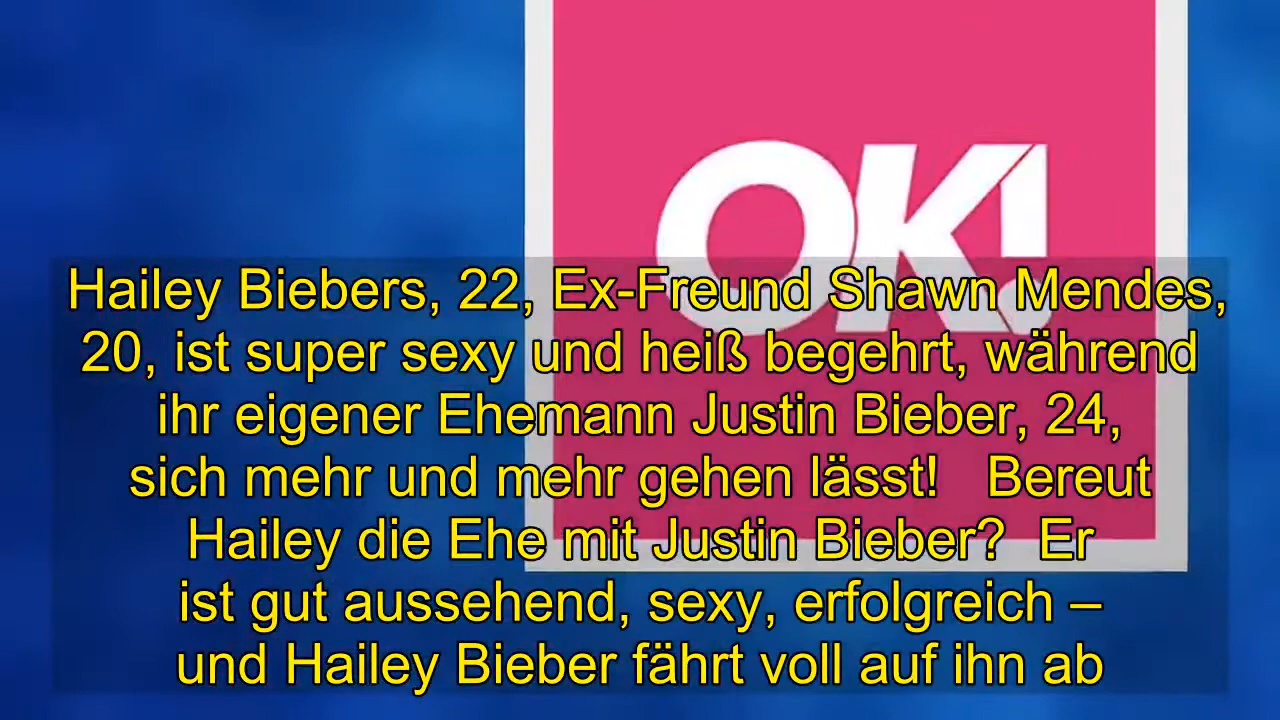 OK!
Hailey Biebers, 22, Ex-Freund Shawn Mendes,
20, ist super sexy und heiß begehrt, während
ihr eigener Ehemann Justin Bieber, 24,
sich mehr und mehr gehen lässt!   Bereut
Hailey die Ehe mit Justin Bieber?  Er
ist gut aussehend, sexy, erfolgreich –
und Hailey Bieber fährt voll auf ihn ab